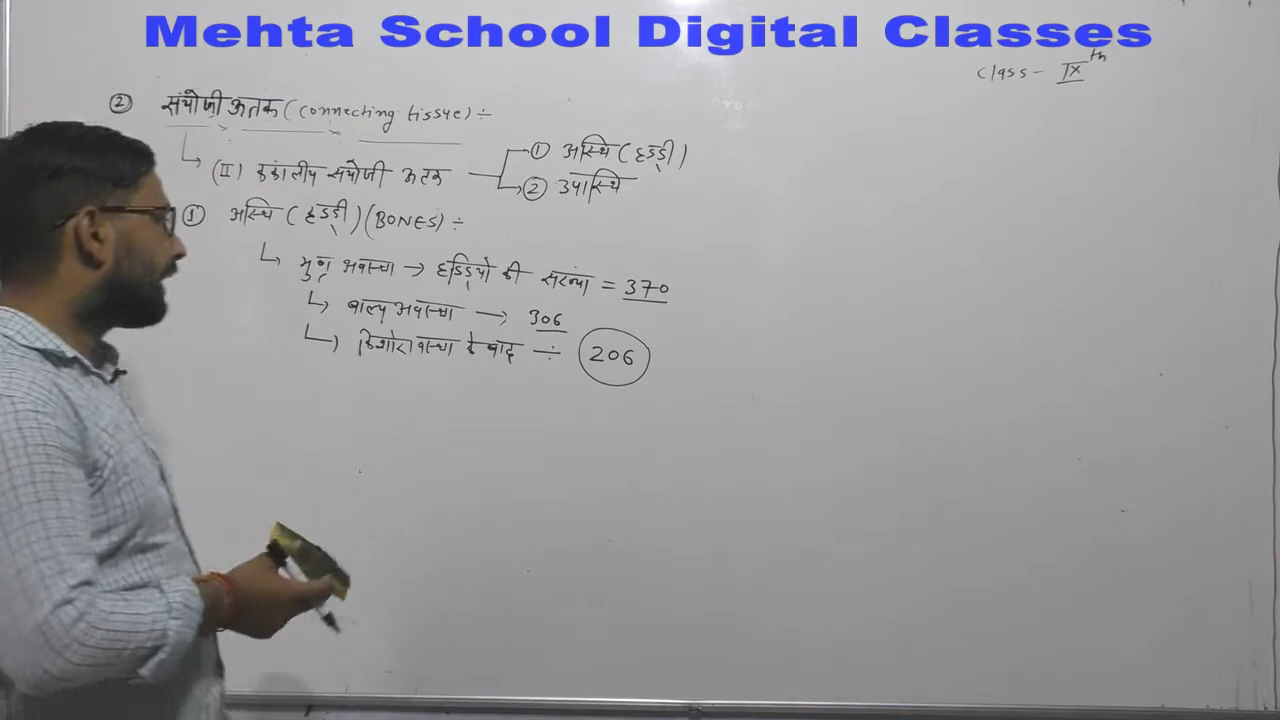 Mehta School Digital Classes
Class - IXth
② संयोजी ऊतक (connecting tissue) ÷
(II) कंकालीय संयोजी ऊतक
① अस्थि (हड्डी)
② उपास्थि
① अस्थि (हड्डी) (BONES) ÷
भ्रुण अवस्था → हड्डियो की संख्या = 370
बाल्य अवस्था → 306
किशोरावस्था के बाद ÷ 206